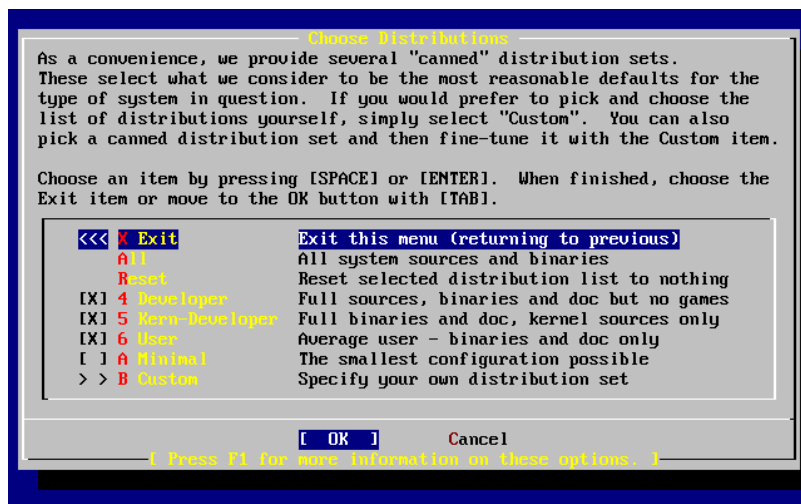 Choose Distributions
As a convenience, we provide several "canned" distribution sets.
These select what we consider to be the most reasonable defaults for the
type of system in question.  If you would prefer to pick and choose the
list of distributions yourself, simply select "Custom".  You can also
pick a canned distribution set and then fine-tune it with the Custom item.
Choose an item by pressing [SPACE] or [ENTER].  When finished, choose the
Exit item or move to the OK button with [TAB].
<<< X Exit Exit this menu (returning to previous)
All All system sources and binaries
Reset Reset selected distribution list to nothing
[X] 4 Developer Full sources, binaries and doc but no games
[X] 5 Kern-Developer Full binaries and doc, kernel sources only
[X] 6 User Average user - binaries and doc only
[ ] A Minimal The smallest configuration possible
> > B Custom Specify your own distribution set
[ OK ] Cancel
[ Press F1 for more information on these options. ]